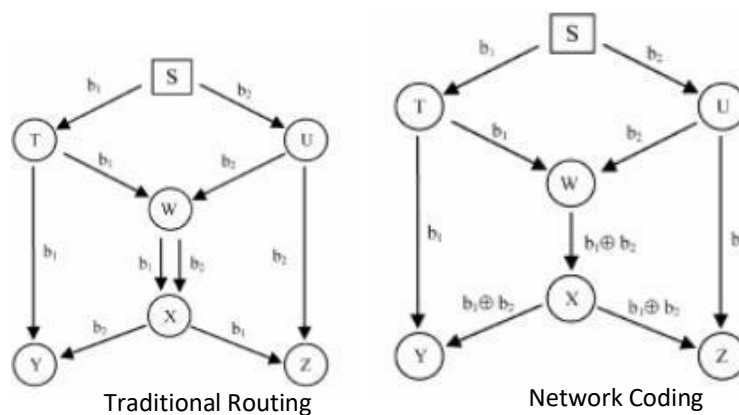 S
b₁
b₂
T
U
b₁
b₂
W
b₁
b₂
b₁
b₂
X
b₂
b₁
Y
Z
Traditional Routing
S
b₁
b₂
T
U
b₁
b₂
W
b₁
b₁⊕ b₂
b
X
b₁⊕ b₂
b₁⊕ b₂
Y
Z
Network Coding